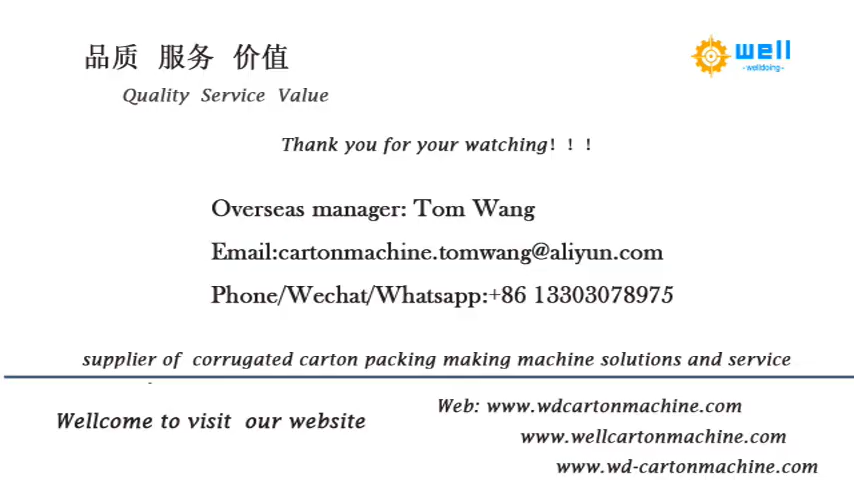 品质 服务 价值
well
-welldoing-
Quality Service Value
Thank you for your watching！！！
Overseas manager: Tom Wang
Email:cartonmachine.tomwang@aliyun.com
Phone/Wechat/Whatsapp:+86 13303078975
supplier of corrugated carton packing making machine solutions and service
Wellcome to visit our website
Web: www.wdcartonmachine.com
www.wellcartonmachine.com
www.wd-cartonmachine.com